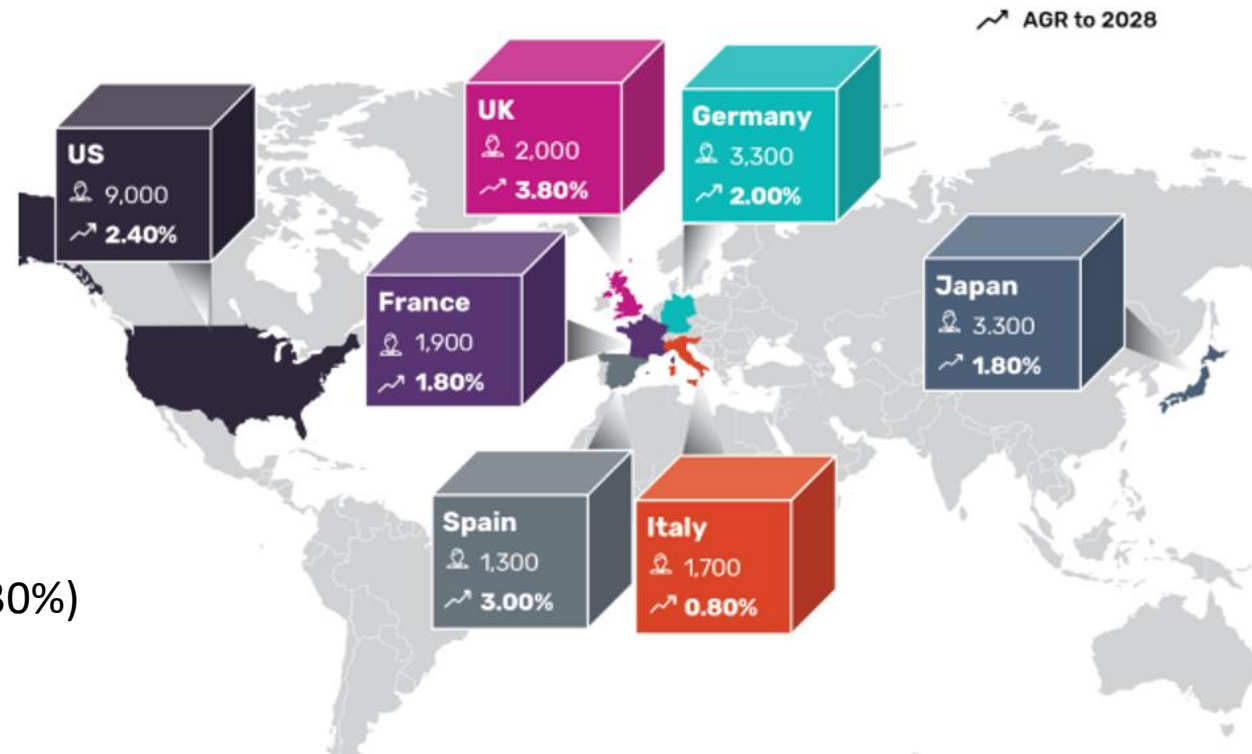 AGR to 2028
US
9,000
2.40%
UK
2,000
3.80%
Germany
3,300
2.00%
France
1,900
1.80%
Japan
3.300
1.80%
Spain
1,300
3.00%
Italy
1,700
0.80%
30%)